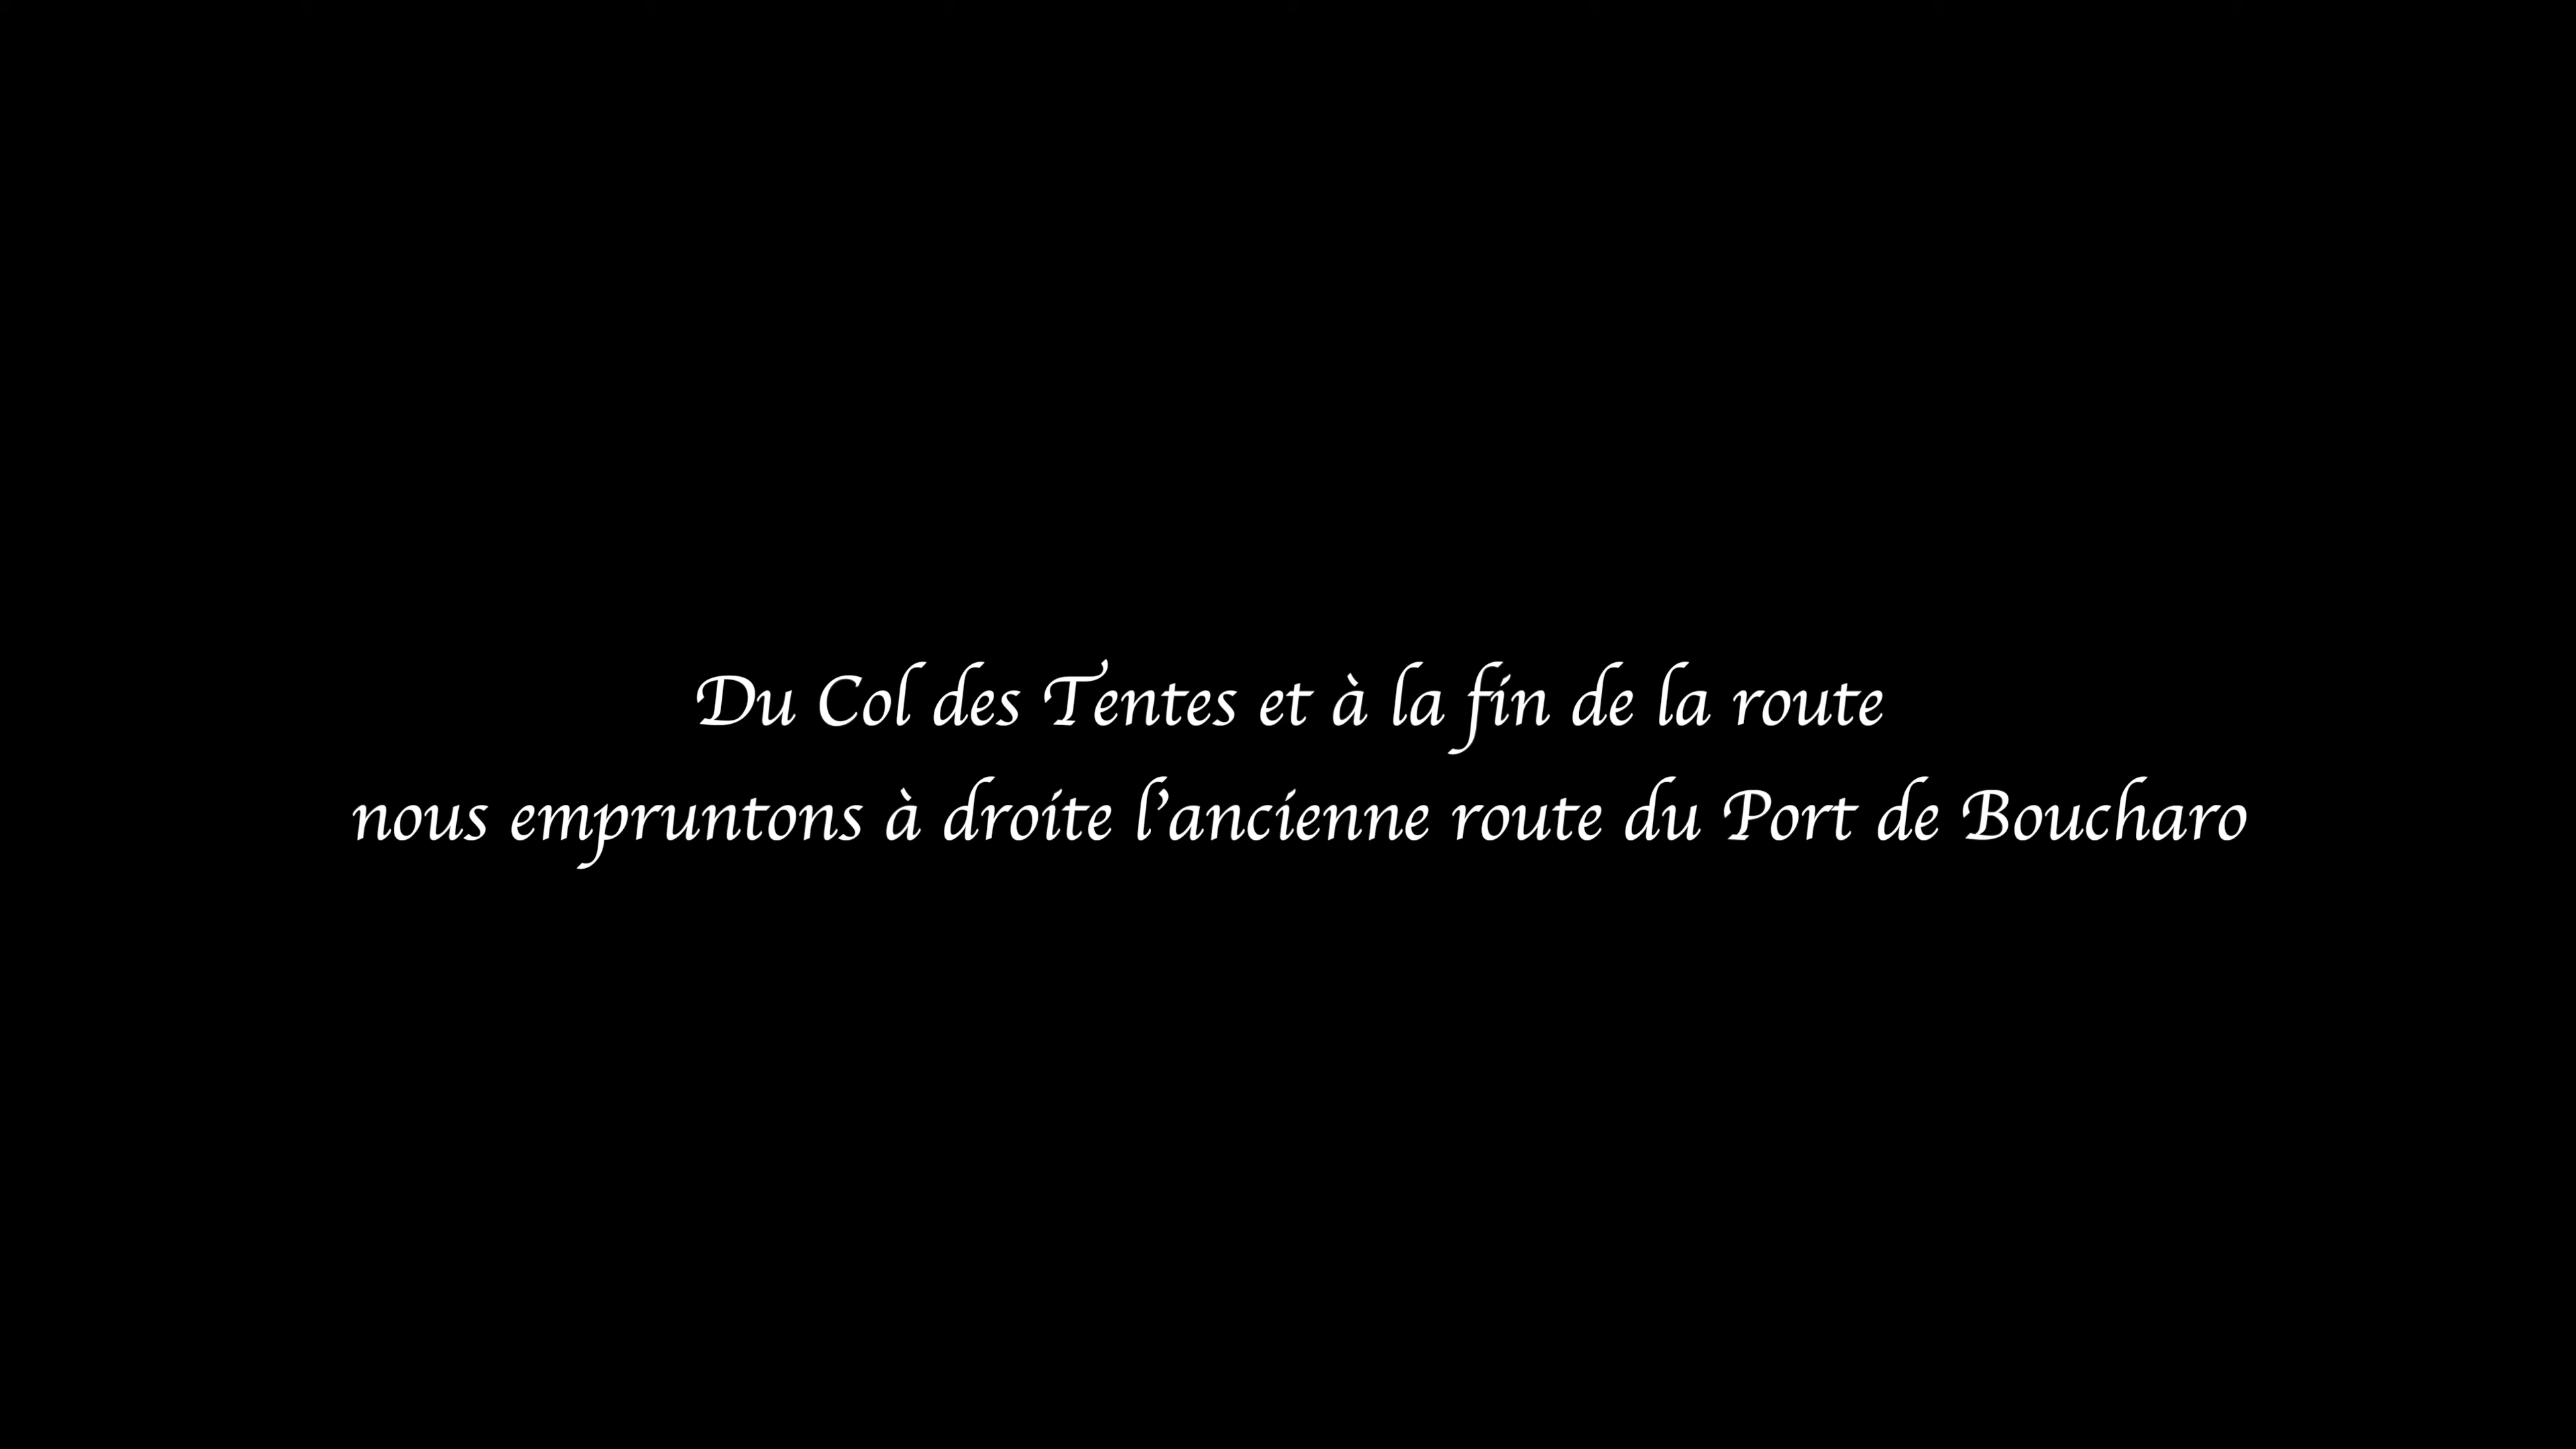 Du Col des Tentes et à la fin de la route
nous empruntons à droite l'ancienne route du Port de Boucharo